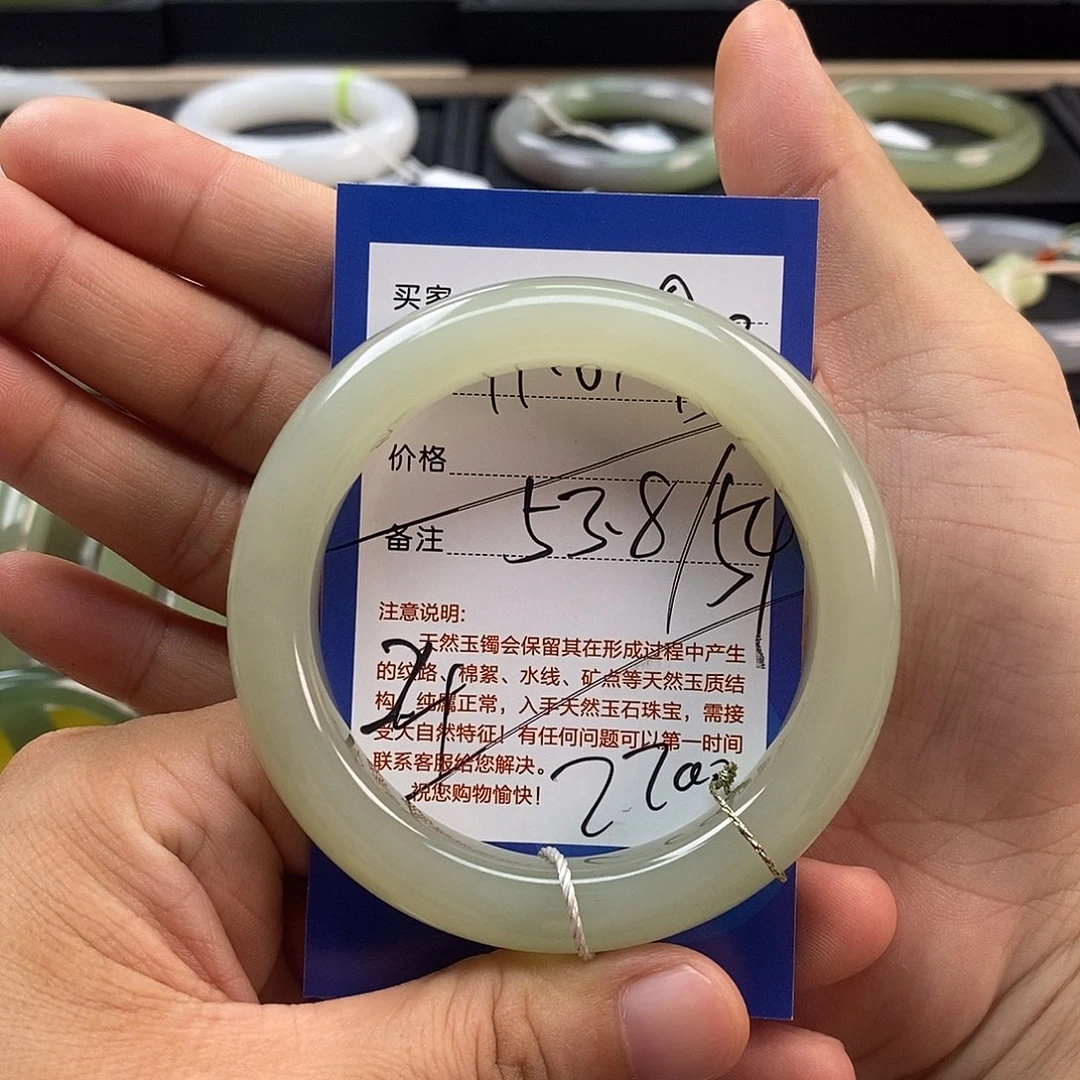 买家
价格
备注 53.8/54
注意说明:
天然玉镯会保留其在形成过程中产生
的纹路、棉絮、水线、矿点等天然玉质结
构，纯属正常，入手天然玉石珠宝，需接
受大自然特征！有任何问题可以第一时间
联系客服给您解决。
祝您购物愉快！